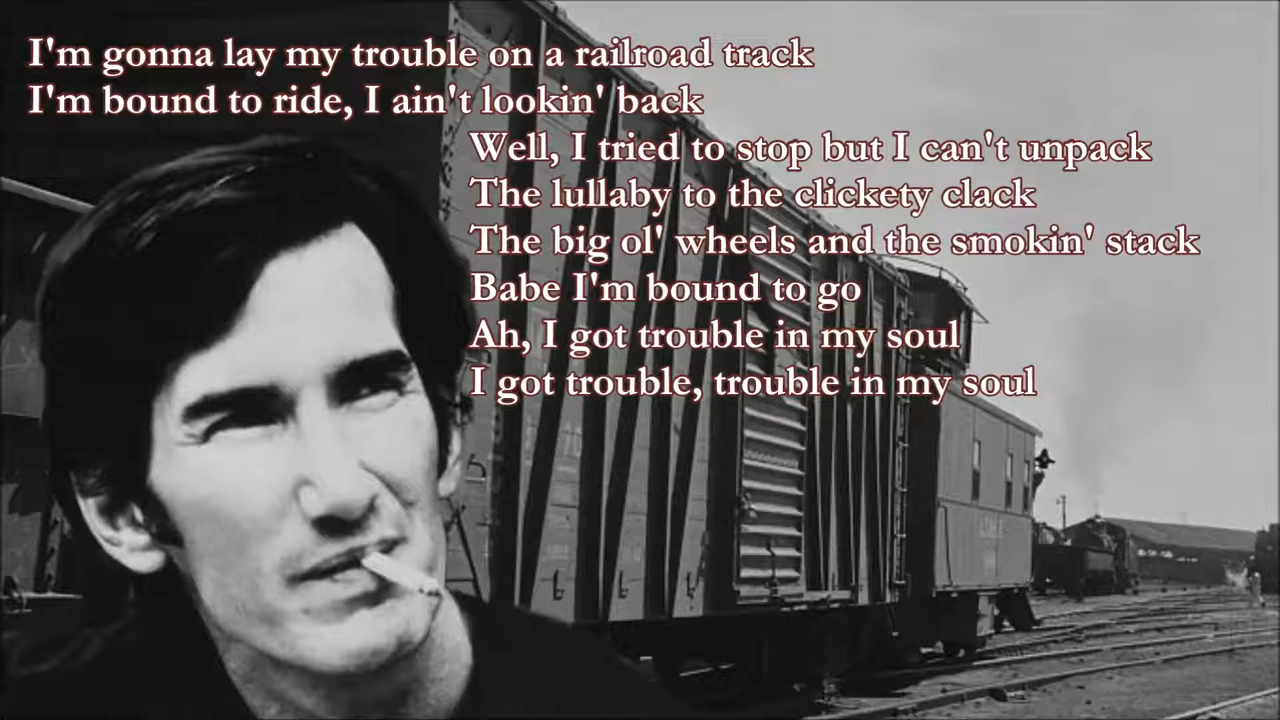 I'm gonna lay my trouble on a railroad track
I'm bound to ride, I ain't lookin' back
Well, I tried to stop but I can't unpack
The lullaby to the clickety clack
The big ol' wheels and the smokin' stack
Babe I'm bound to go
Ah, I got trouble in my soul
I got trouble, trouble in my soul